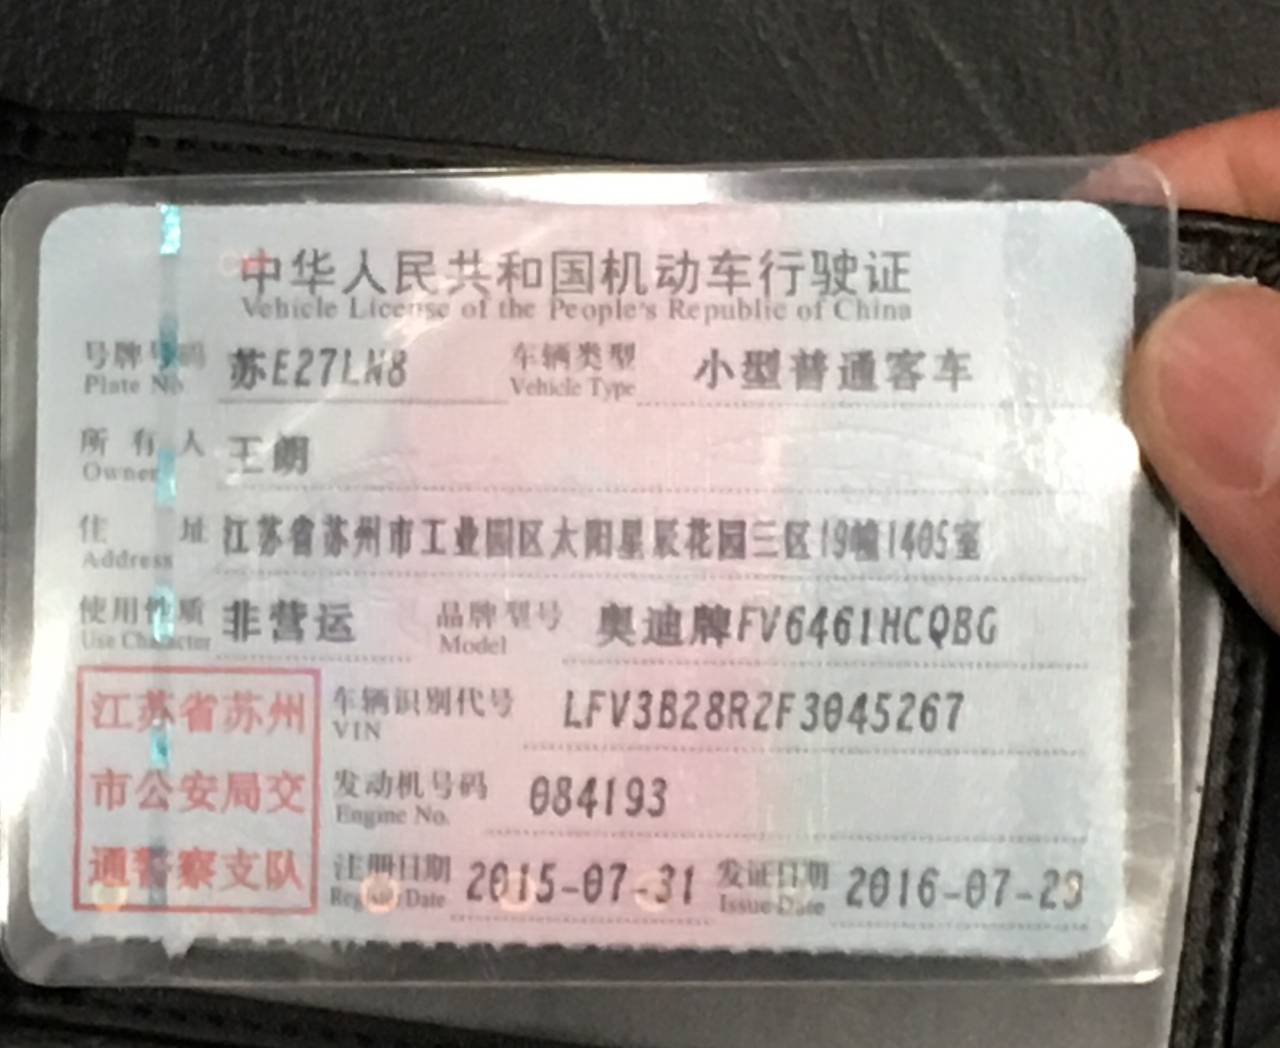 中华人民共和国机动车行驶证
Vehicle License of the People's Republic of China
号牌号码 苏E27LN8 车辆类型 小型普通客车
Plate No. Vehicle Type
所有人 王朗
Owner
住址 江苏省苏州市工业园区太阳星辰花园三区19幢1405室
Address
使用性质 非营运 品牌型号 奥迪牌FV6461HCQBG
Use Character Model
江苏省苏州
市公安局交
通警察支队
车辆识别代号 LFV3B28R2F3045267
VIN
发动机号码 084193
Engine No.
注册日期 2015-07-31 发证日期 2016-07-29
Register Date Issue Date